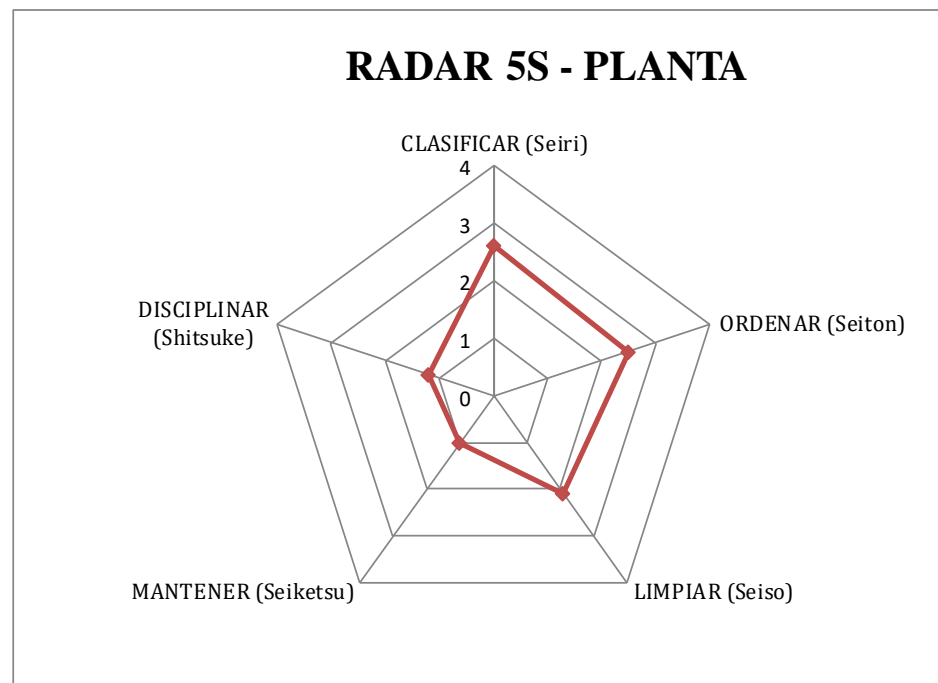 RADAR 5S - PLANTA
CLASIFICAR (Seiri)
4
3
2
1
0
DISCIPLINAR
(Shitsuke)
ORDENAR (Seiton)
MANTENER (Seiketsu)
LIMPIAR (Seiso)